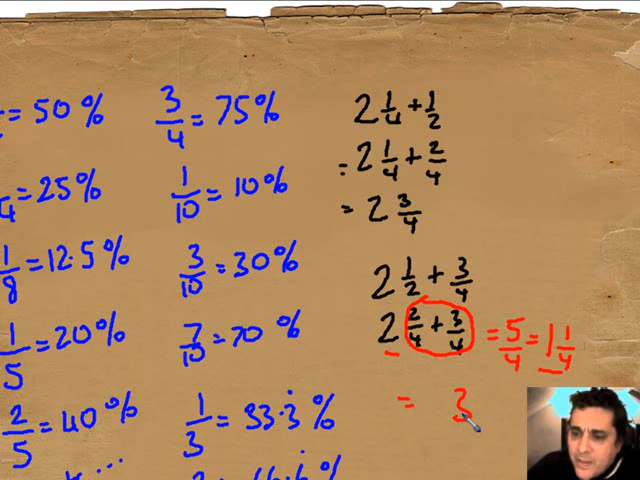 = 50%
3/4 = 75%
2 1/4 + 1/2
= 25%
1/10 = 10%
= 2 1/4 + 2/4
= 2 3/4
1/8 = 12.5%
3/10 = 30%
2 1/2 + 3/4
1/5 = 20%
7/10 = 70%
2 2/4 + 3/4 = 5/4 = 1 1/4
2/5 = 40%
1/3 = 33.3̇%
= 3